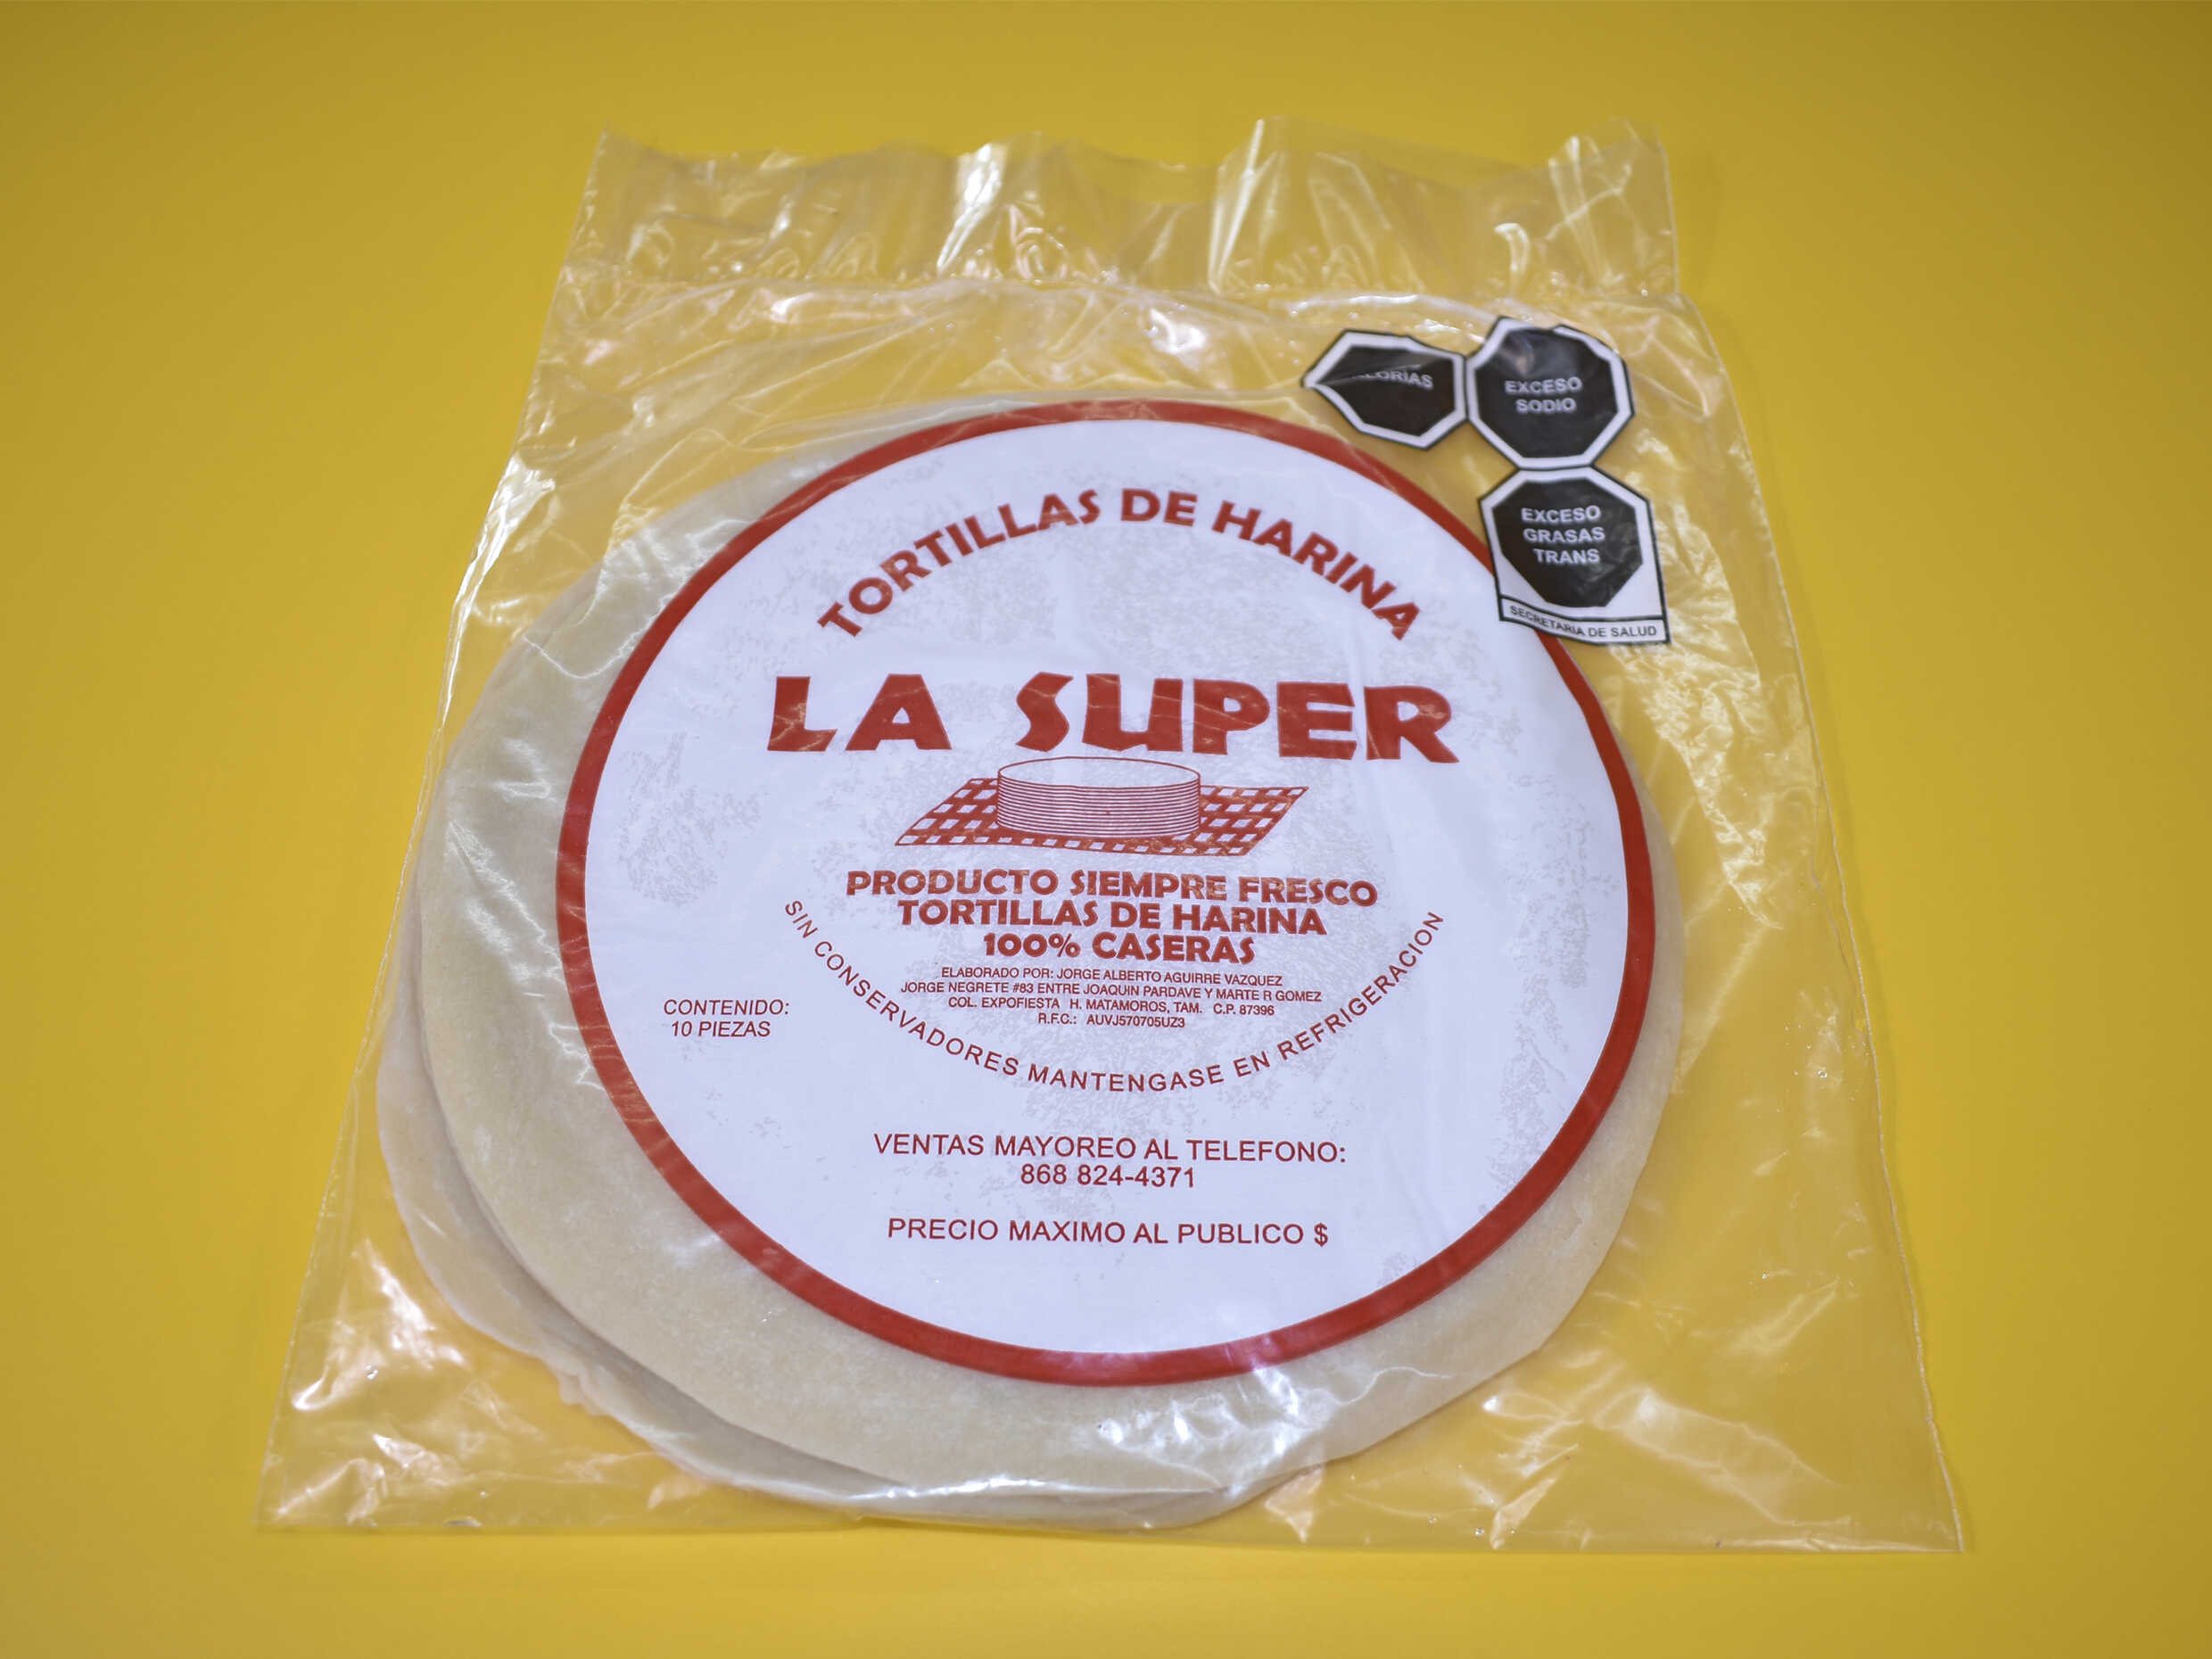 EXCESO
SODIO
EXCESO
GRASAS
TRANS
SECRETARIA DE SALUD
TORTILLAS DE HARINA
LA SUPER
PRODUCTO SIEMPRE FRESCO
TORTILLAS DE HARINA
100% CASERAS
ELABORADO POR: JORGE ALBERTO AGUIRRE VAZQUEZ
JORGE NEGRETE #83 ENTRE JOAQUIN PARDAVE Y MARTE R GOMEZ
COL. EXPOFIESTA H. MATAMOROS, TAM. C.P. 87396
R.F.C.: AUVJ570705UZ3
CONTENIDO:
10 PIEZAS
SIN CONSERVADORES MANTENGASE EN REFRIGERACION
VENTAS MAYOREO AL TELEFONO:
868 824-4371
PRECIO MAXIMO AL PUBLICO $